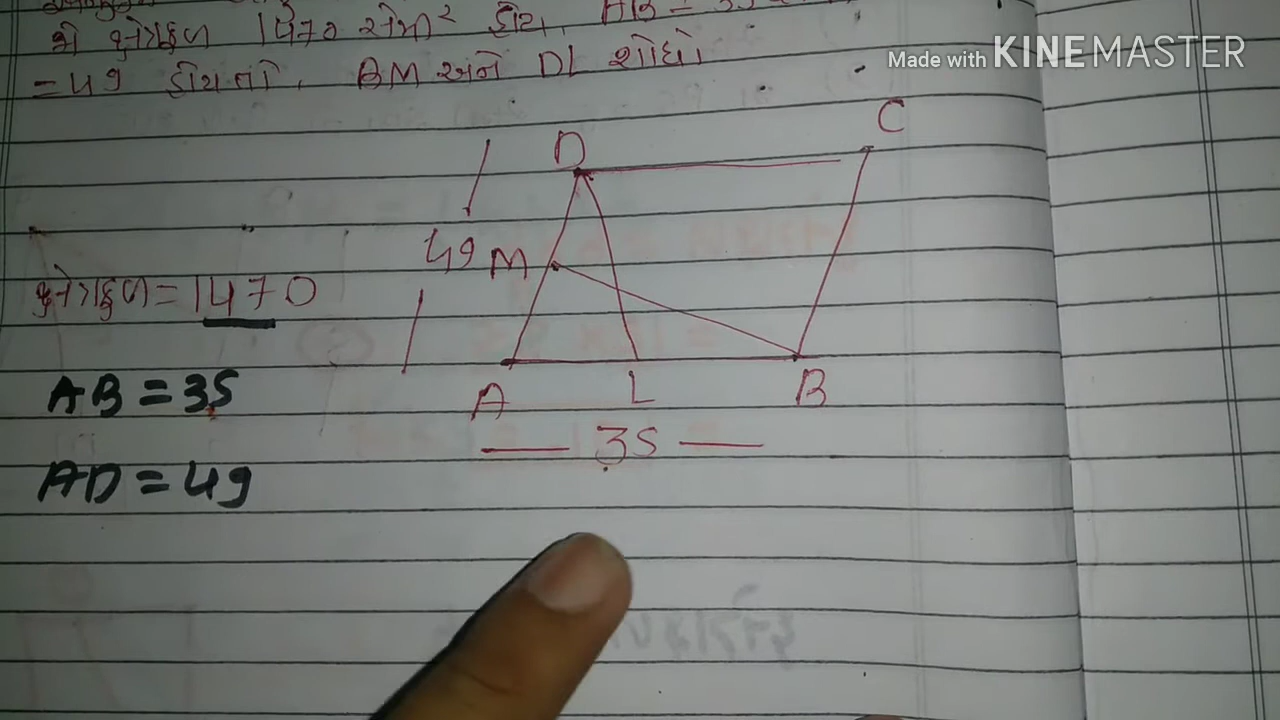 જો ક્ષેત્રફળ 1470 સેમી² હોય, AB = 35
= 49 હોય તો, BM અને DL શોધો
Made with KINEMASTER
D
C
49 M
ક્ષેત્રફળ = 1470
AB = 35
A
L
B
35
AD = 49